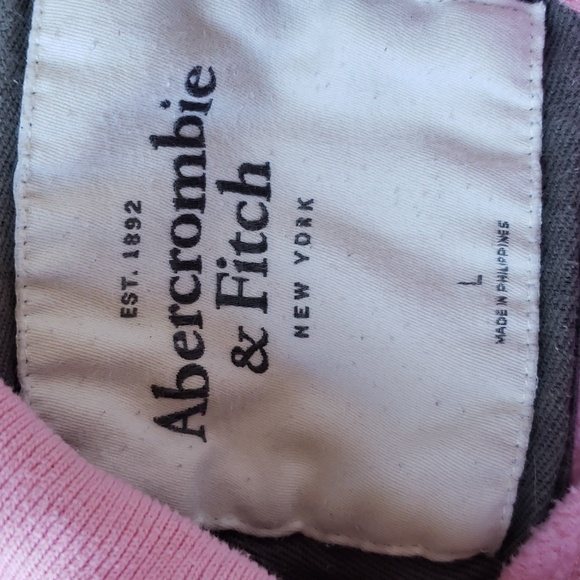 EST. 1892
Abercrombie
& Fitch
NEW YORK
L
MADE IN PHILIPPINES